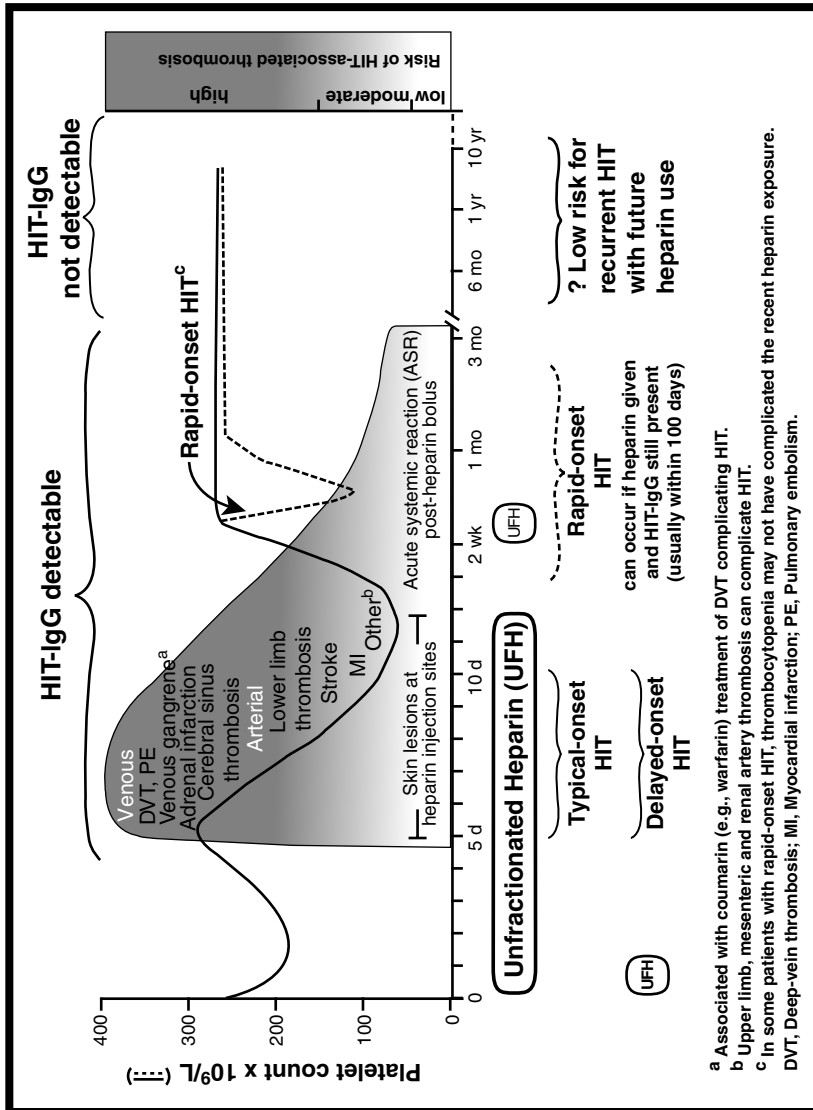 HIT-IgG detectable
HIT-IgG
not detectable
Platelet count x 10⁹/L
( )
400
300
200
100
0
Venous
DVT, PE
Venous gangreneᵃ
Adrenal infarction
Cerebral sinus
thrombosis
Arterial
Lower limb
thrombosis
Stroke
MI
Otherᵇ
Skin lesions at
heparin injection sites
Rapid-onset HITᶜ
Acute systemic reaction (ASR)
post-heparin bolus
Risk of HIT-associated thrombosis
high
moderate
low
0
5 d
10 d
2 wk
1 mo
3 mo
6 mo
1 yr
10 yr
Unfractionated Heparin (UFH)
UFH
UFH
Typical-onset
HIT
Delayed-onset
HIT
Rapid-onset
HIT
can occur if heparin given
and HIT-IgG still present
(usually within 100 days)
? Low risk for
recurrent HIT
with future
heparin use
ᵃ Associated with coumarin (e.g., warfarin) treatment of DVT complicating HIT.
ᵇ Upper limb, mesenteric and renal artery thrombosis can complicate HIT.
ᶜ In some patients with rapid-onset HIT, thrombocytopenia may not have complicated the recent heparin exposure.
DVT, Deep-vein thrombosis; MI, Myocardial infarction; PE, Pulmonary embolism.